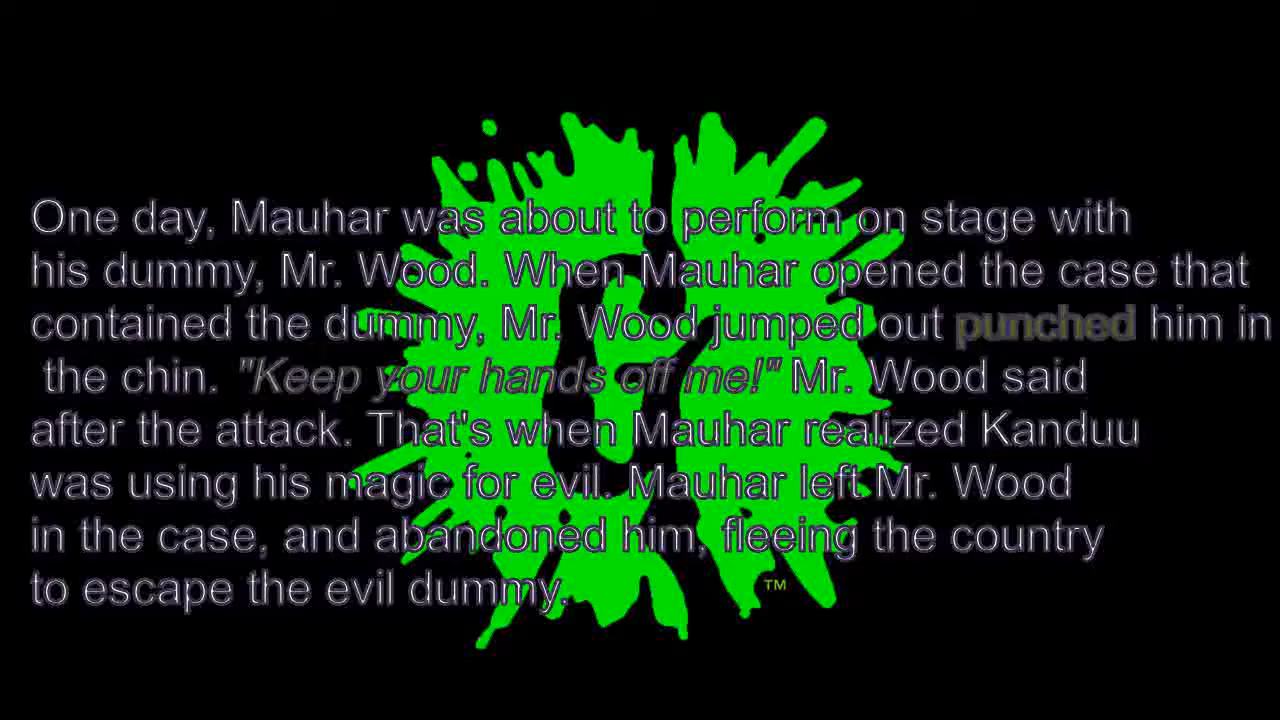 One day, Mauhar was about to perform on stage with
his dummy, Mr. Wood. When Mauhar opened the case that
contained the dummy, Mr. Wood jumped out punched him in
the chin. "Keep your hands off me!" Mr. Wood said
after the attack. That's when Mauhar realized Kanduu
was using his magic for evil. Mauhar left Mr. Wood
in the case, and abandoned him, fleeing the country
to escape the evil dummy.
TM